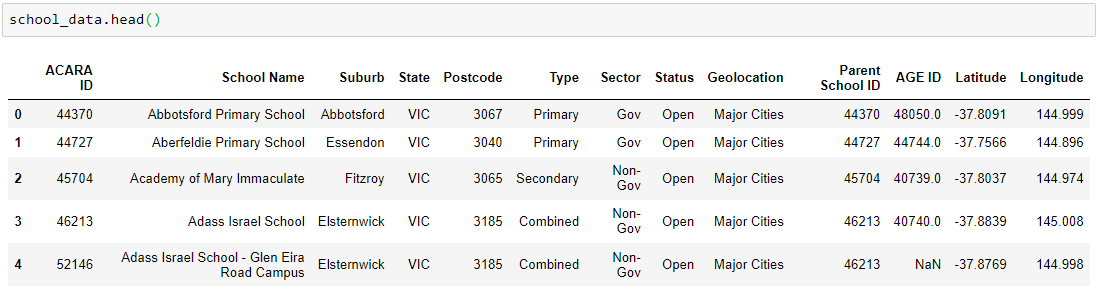 school_data.head()
ACARA ID School Name Suburb State Postcode Type Sector Status Geolocation Parent School ID AGE ID Latitude Longitude
0 44370 Abbotsford Primary School Abbotsford VIC 3067 Primary Gov Open Major Cities 44370 48050.0 -37.8091 144.999
1 44727 Aberfeldie Primary School Essendon VIC 3040 Primary Gov Open Major Cities 44727 44744.0 -37.7566 144.896
2 45704 Academy of Mary Immaculate Fitzroy VIC 3065 Secondary Non-Gov Open Major Cities 45704 40739.0 -37.8037 144.974
3 46213 Adass Israel School Elsternwick VIC 3185 Combined Non-Gov Open Major Cities 46213 40740.0 -37.8839 145.008
4 52146 Adass Israel School - Glen Eira Road Campus Elsternwick VIC 3185 Combined Non-Gov Open Major Cities 46213 NaN -37.8769 144.998